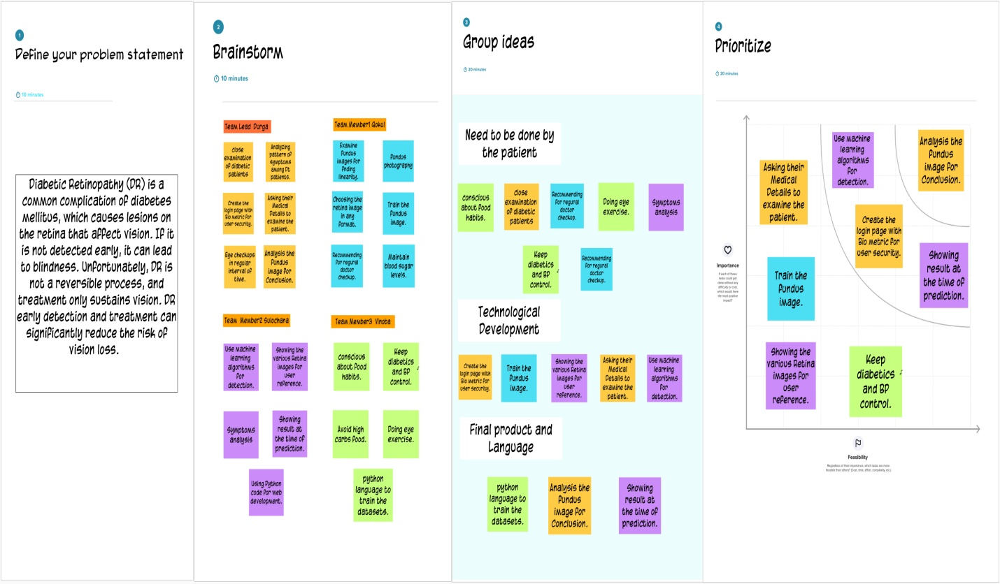 1
Define your problem statement
10 minutes
Diabetic Retinopathy (DR) is a
common complication of diabetes
mellitus, which causes lesions on
the retina that affect vision. If it
is not detected early, it can lead
to blindness. Unfortunately, DR is
not a reversible process, and
treatment only sustains vision. DR
early detection and treatment can
significantly reduce the risk of
vision loss.
2
Brainstorm
10 minutes
Team Lead Durga
close
examination
of diabetic
patients
Analyzing
pattern of
symptoms
among Dt
patients.
Create the
login page with
Bio metric for
user security.
Asking their
Medical
Details to
examine the
patient.
Eye checkups
in regular
interval of
time.
Analysis the
fundus
image for
Conclusion.
Team Member1 Gokul
Examine
fundus
images for
fnding
linearity.
fundus
photography
Choosing the
retina image
in any
format.
Train the
fundus
image.
Recommending
for regural
doctor
checkup.
Maintain
blood sugar
levels.
Team Member2 Sulochana
Use machine
learning
algorithms
for
detection.
Showing the
various Retina
images for
user
reference.
Symptoms
analysis
Showing
result at
the time of
prediction.
Using Python
code for web
development.
Team Member3 Vinoba
conscious
about food
habits.
Keep
diabetics
and BP
control.
Avoid high
carbs food.
Doing eye
exercise.
python
language to
train the
datasets.
3
Group ideas
20 minutes
Need to be done by
the patient
conscious
about food
habits.
close
examination
of diabetic
patients
Recommending
for regural
doctor
checkup.
Doing eye
exercise.
Symptoms
analysis
Keep
diabetics
and BP
control.
Recommending
for regural
doctor
checkup.
Technological
Development
Create the
login page with
Bio metric for
user security.
Train the
fundus
image.
Showing the
various Retina
images for
user
reference.
Asking their
Medical
Details to
examine the
patient.
Use machine
learning
algorithms
for
detection.
Final product and
Language
python
language to
train the
datasets.
Analysis the
fundus
image for
Conclusion.
Showing
result at
the time of
prediction.
4
Prioritize
20 minutes
Asking their
Medical
Details to
examine the
patient.
Use machine
learning
algorithms
for
detection.
Analysis the
fundus
image for
Conclusion.
Create the
login page with
Bio metric for
user security.
Train the
fundus
image.
Showing
result at
the time of
prediction.
Showing the
various Retina
images for
user
reference.
Keep
diabetics
and BP
control.
Importance
If each of these
tasks could get
done without any
difficulty or cost,
which would have
the most positive
impact?
Feasibility
Regardless of their importance, which tasks are more
feasible than others? (Cost, time, effort, complexity, etc.)